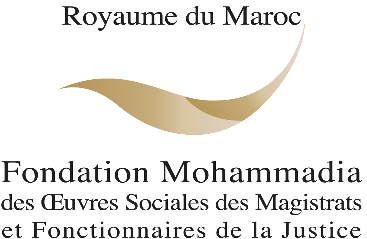 Royaume du Maroc
Fondation Mohammadia
des Œuvres Sociales des Magistrats
et Fonctionnaires de la Justice